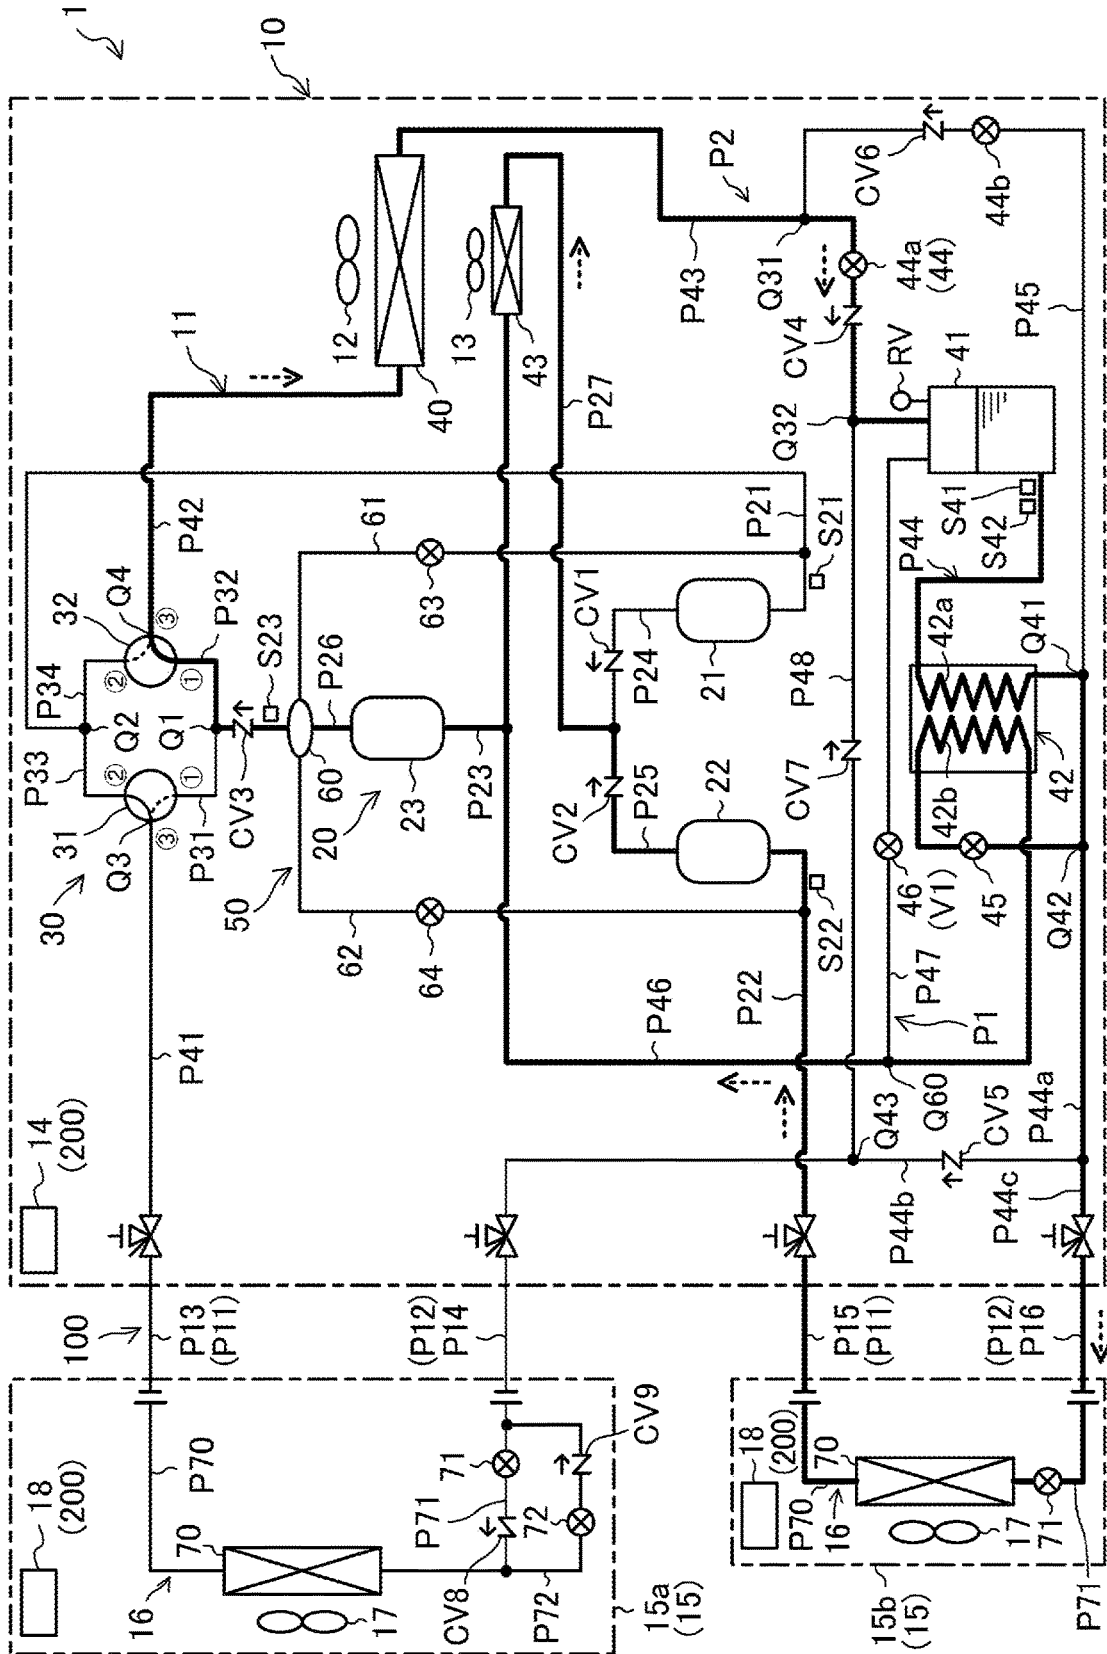 1
10
12
13
P2
CV6
44b
11
40
43
P43
Q31
44a
(44)
P45
P27
CV4
RV
41
Q32
P42
61
P21
S21
S41
S42
P44
Q4
32
③
P34
②
①
P32
S23
P26
63
CV1
P24
21
P48
42a
Q41
Q2
Q1
P33
②
①
31
Q3
③
P31
CV3
60
20
23
P23
CV2
P25
22
CV7
42b
42
30
50
62
64
S22
46
(V1)
45
Q42
P41
P46
P22
P47
P1
14
(200)
Q43
Q60
CV5
P44a
P44b
P44c
100
P13
(P11)
(P12)
P14
P15
(P11)
(P12)
P16
18
(200)
P70
70
16
17
71
P71
CV9
72
CV8
P72
15a
(15)
18
(200)
P70
70
16
17
71
15b
(15)
P71